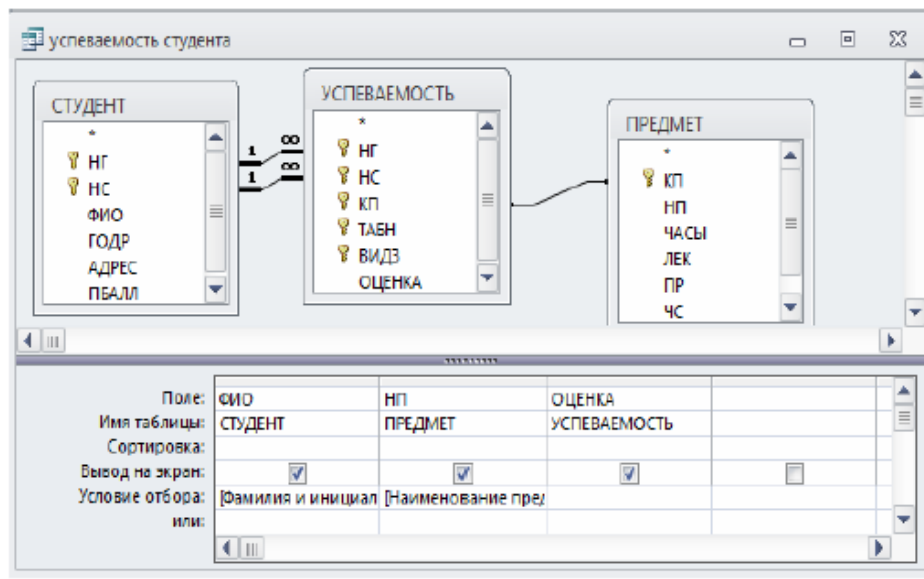 успеваемость студента
СТУДЕНТ
*
НГ
НС
ФИО
ГОДР
АДРЕС
ПБАЛЛ
1 ∞
1 ∞
УСПЕВАЕМОСТЬ
*
НГ
НС
КП
ТАБН
ВИДЗ
ОЦЕНКА
ПРЕДМЕТ
*
КП
НП
ЧАСЫ
ЛЕК
ПР
ЧС
Поле: ФИО НП ОЦЕНКА
Имя таблицы: СТУДЕНТ ПРЕДМЕТ УСПЕВАЕМОСТЬ
Сортировка:
Вывод на экран:
Условие отбора: [Фамилия и инициал [Наименование пред
или: